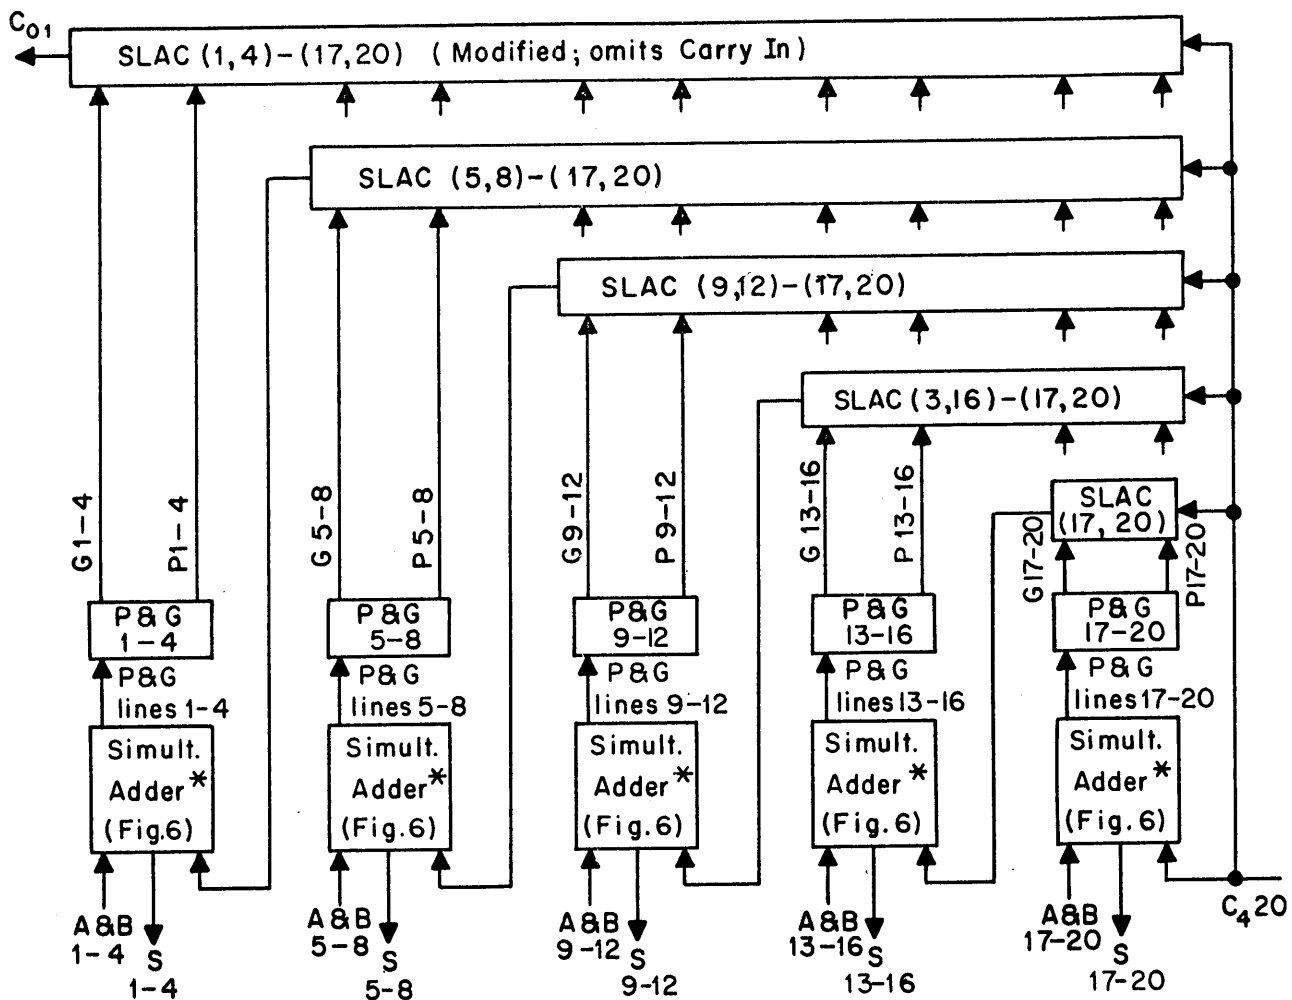 C01
SLAC (1,4)-(17,20) (Modified; omits Carry In)
SLAC (5,8)-(17,20)
SLAC (9,12)-(17,20)
SLAC (3,16)-(17,20)
SLAC
(17, 20)
G1-4
P1-4
G5-8
P5-8
G9-12
P9-12
G13-16
P13-16
G17-20
P17-20
P&G
1-4
P&G
5-8
P&G
9-12
P&G
13-16
P&G
17-20
P&G
lines 1-4
P&G
lines 5-8
P&G
lines 9-12
P&G
lines 13-16
P&G
lines 17-20
Simult.
Adder*
(Fig.6)
Simult.
Adder*
(Fig.6)
Simult.
Adder*
(Fig.6)
Simult.
Adder*
(Fig.6)
Simult.
Adder*
(Fig.6)
A&B
1-4
S
1-4
A&B
5-8
S
5-8
A&B
9-12
S
9-12
A&B
13-16
S
13-16
A&B
17-20
S
17-20
C420